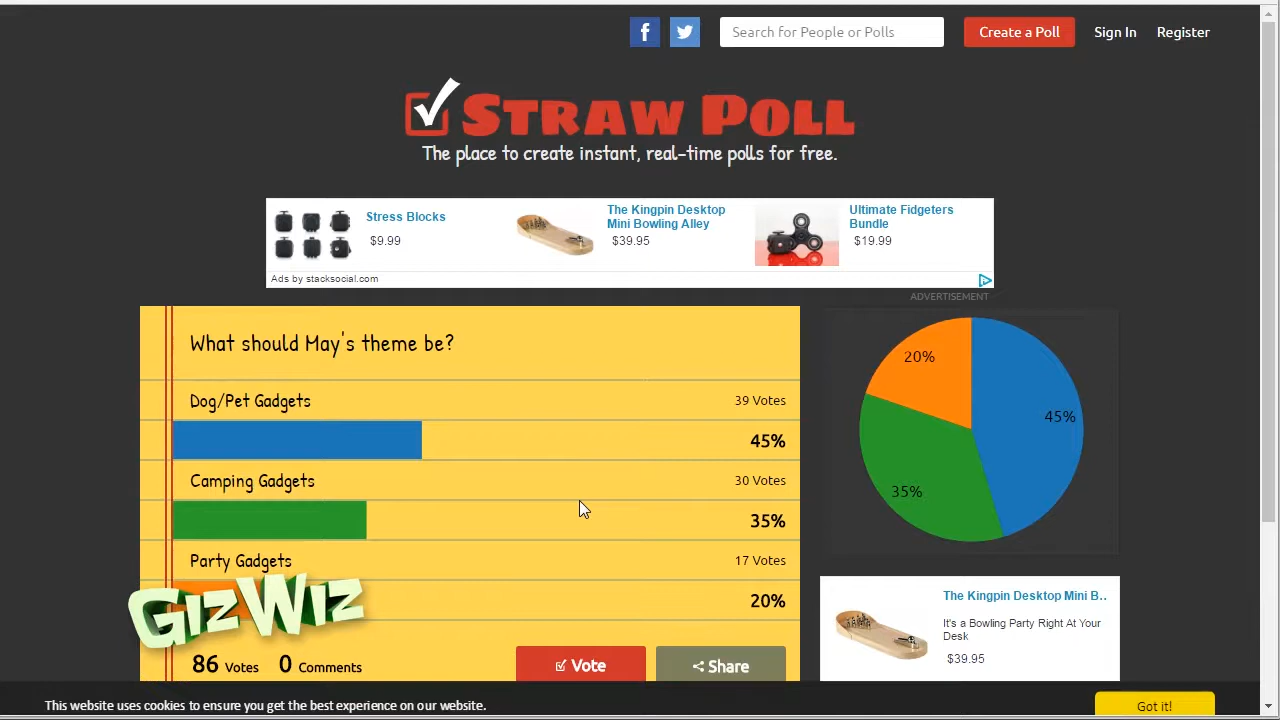 f
Search for People or Polls
Create a Poll
Sign In
Register
STRAW POLL
The place to create instant, real-time polls for free.
Stress Blocks
$9.99
The Kingpin Desktop
Mini Bowling Alley
$39.95
Ultimate Fidgeters
Bundle
$19.99
Ads by stacksocial.com
ADVERTISEMENT
What should May's theme be?
Dog/Pet Gadgets
39 Votes
45%
Camping Gadgets
30 Votes
35%
Party Gadgets
17 Votes
20%
GIZWIZ
86 Votes
0 Comments
Vote
Share
20%
45%
35%
The Kingpin Desktop Mini B..
It's a Bowling Party Right At Your
Desk
$39.95
This website uses cookies to ensure you get the best experience on our website.
Got it!